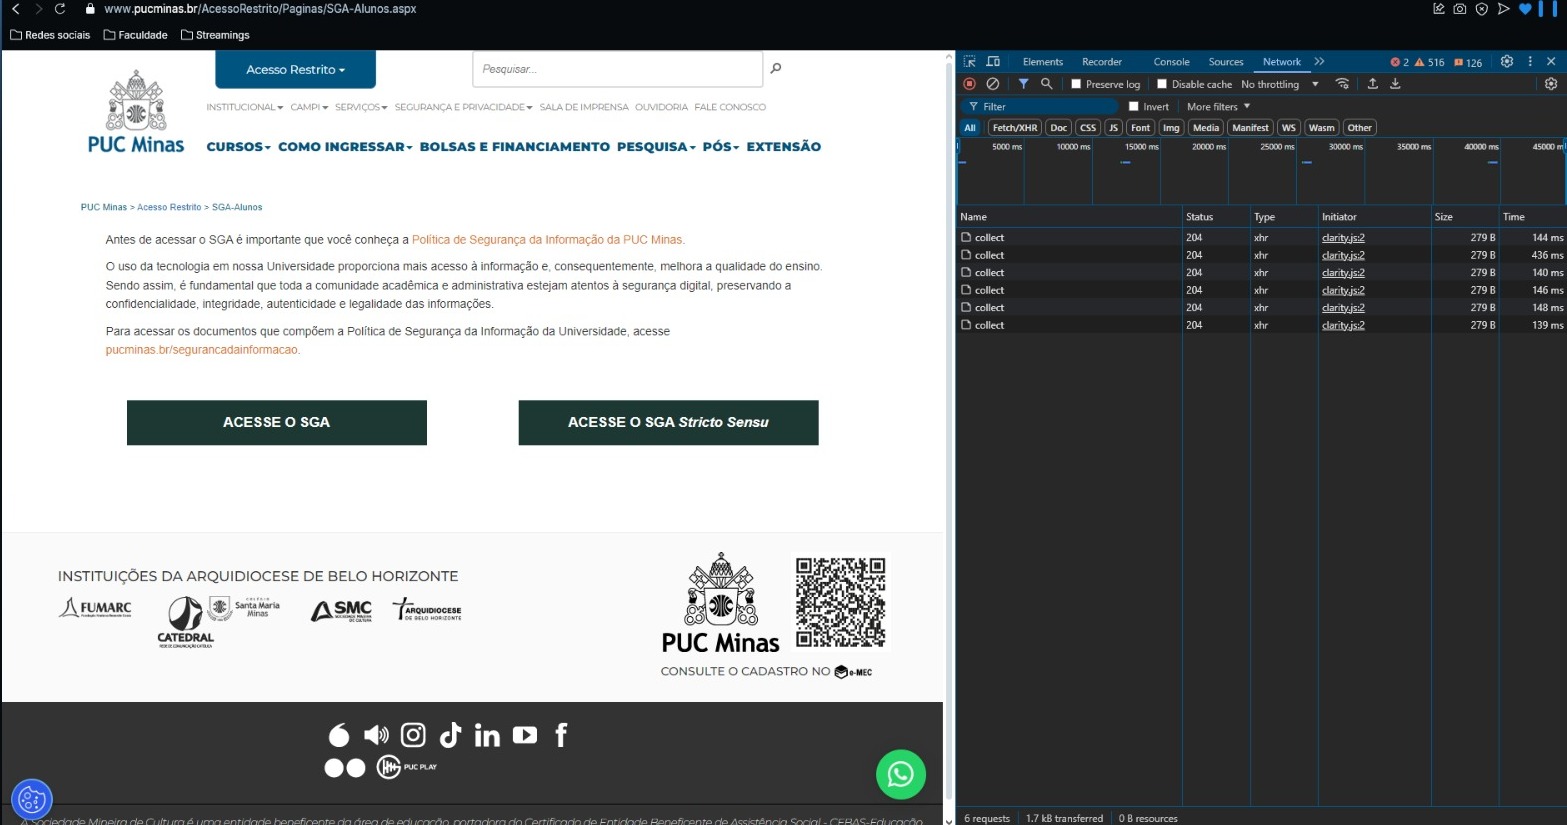 www.pucminas.br/AcessoRestrito/Paginas/SGA-Alunos.aspx
Redes sociais Faculdade Streamings
Acesso Restrito
Pesquisar...
INSTITUCIONAL CAMPI SERVIÇOS SEGURANÇA E PRIVACIDADE SALA DE IMPRENSA OUVIDORIA FALE CONOSCO
PUC Minas
CURSOS COMO INGRESSAR BOLSAS E FINANCIAMENTO PESQUISA PÓS EXTENSÃO
PUC Minas > Acesso Restrito > SGA-Alunos
Antes de acessar o SGA é importante que você conheça a Política de Segurança da Informação da PUC Minas.
O uso da tecnologia em nossa Universidade proporciona mais acesso à informação e, consequentemente, melhora a qualidade do ensino.
Sendo assim, é fundamental que toda a comunidade acadêmica e administrativa estejam atentos à segurança digital, preservando a
confidencialidade, integridade, autenticidade e legalidade das informações.
Para acessar os documentos que compõem a Política de Segurança da Informação da Universidade, acesse
pucminas.br/segurancadainformacao.
ACESSE O SGA
ACESSE O SGA Stricto Sensu
INSTITUIÇÕES DA ARQUIDIOCESE DE BELO HORIZONTE
FUMARC
CATEDRAL
REDE DE COMUNICAÇÃO CATÓLICA
COLÉGIO
Santa Maria
Minas
SMC
SOCIEDADE MINEIRA
DE CULTURA
ARQUIDIOCESE
DE BELO HORIZONTE
PUC Minas
CONSULTE O CADASTRO NO e-MEC
PUC PLAY
A Sociedade Mineira de Cultura é uma entidade beneficente da área de educação, portadora do Certificado de Entidade Beneficente de Assistência Social - CEBAS-Educação
Elements Recorder Console Sources Network 2 516 126
Preserve log Disable cache No throttling
Filter Invert More filters
All Fetch/XHR Doc CSS JS Font Img Media Manifest WS Wasm Other
5000 ms 10000 ms 15000 ms 20000 ms 25000 ms 30000 ms 35000 ms 40000 ms 45000 m
Name Status Type Initiator Size Time
collect 204 xhr clarity.js:2 279 B 144 ms
collect 204 xhr clarity.js:2 279 B 436 ms
collect 204 xhr clarity.js:2 279 B 140 ms
collect 204 xhr clarity.js:2 279 B 146 ms
collect 204 xhr clarity.js:2 279 B 148 ms
collect 204 xhr clarity.js:2 279 B 139 ms
6 requests 1.7 kB transferred 0 B resources